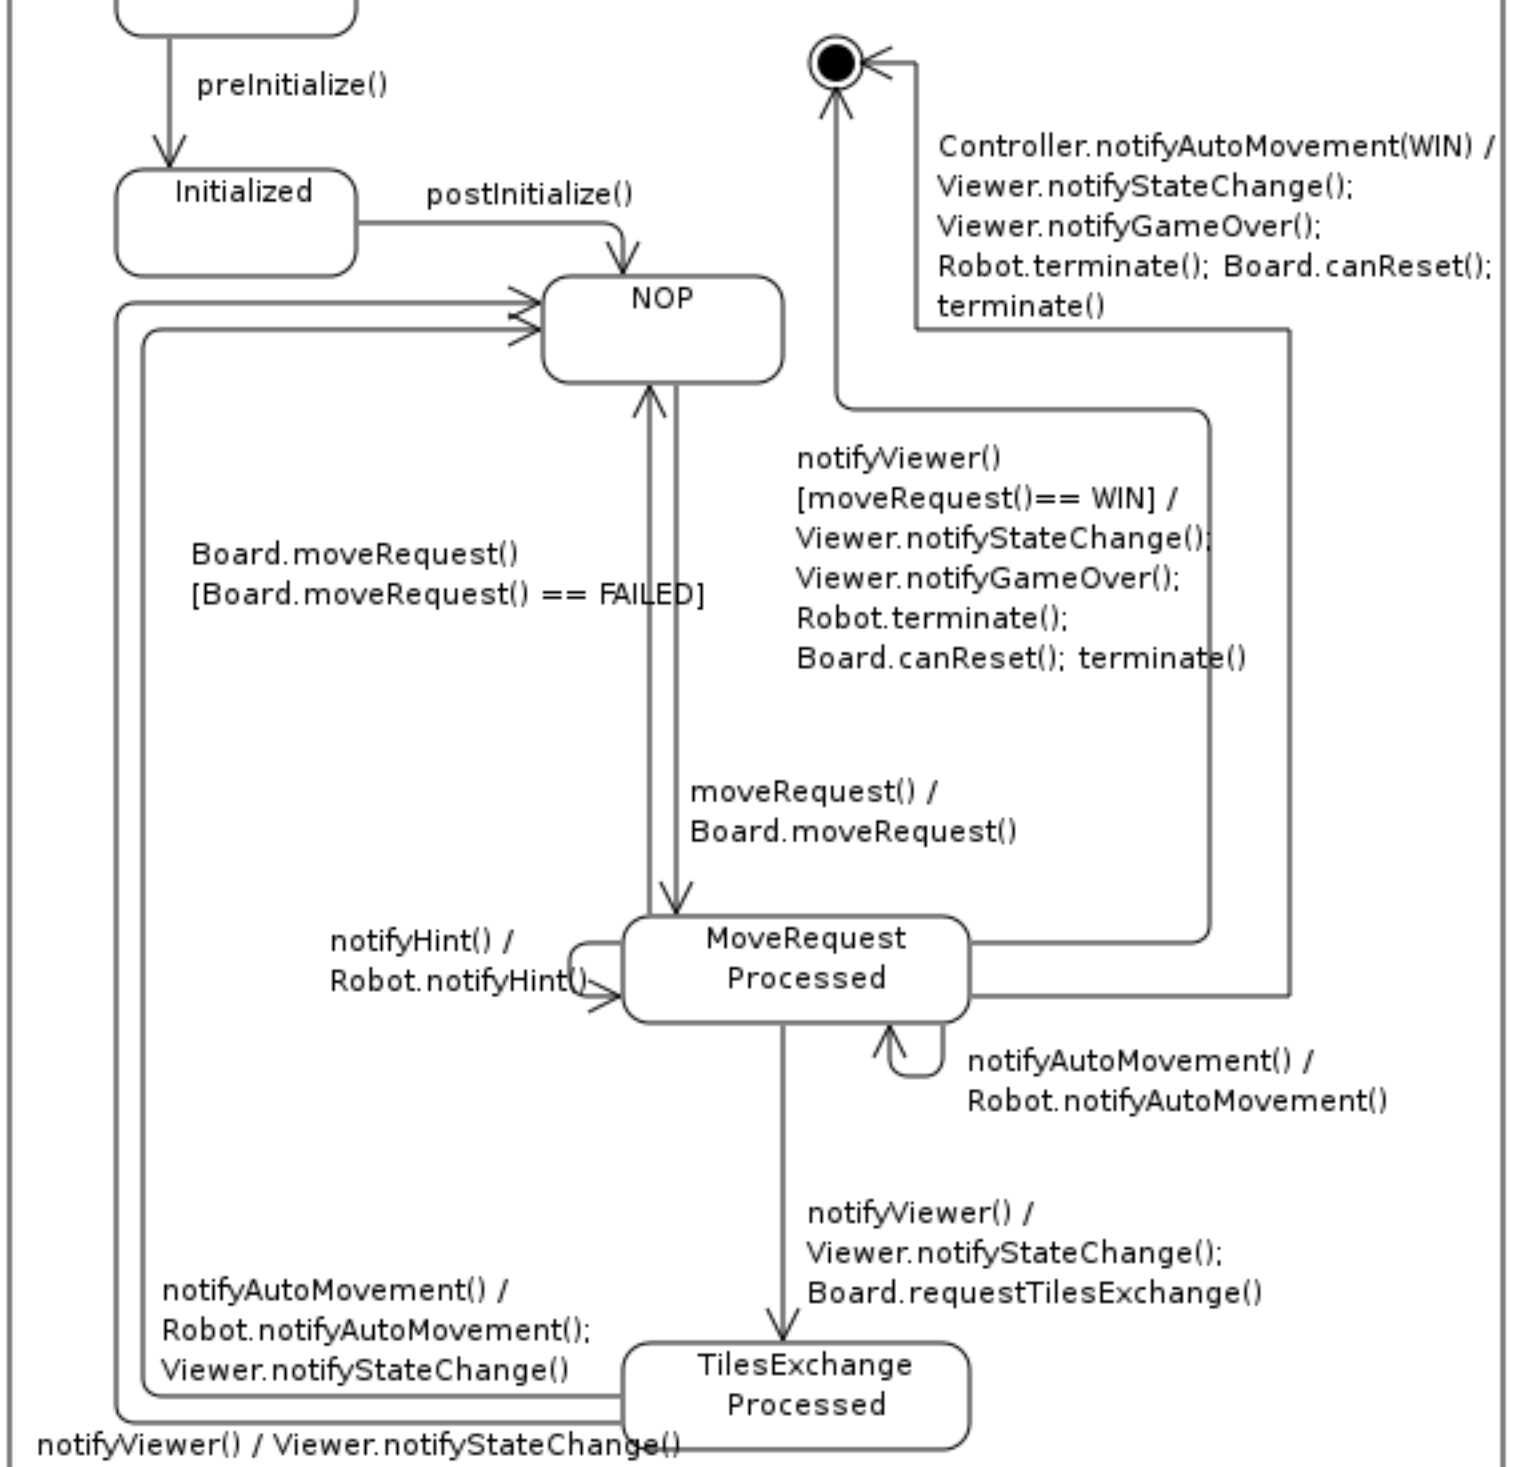 preInitialize()
Controller.notifyAutoMovement(WIN) /
Viewer.notifyStateChange();
Viewer.notifyGameOver();
Robot.terminate(); Board.canReset();
terminate()
Initialized
postInitialize()
NOP
notifyViewer()
[moveRequest()== WIN] /
Viewer.notifyStateChange();
Viewer.notifyGameOver();
Robot.terminate();
Board.canReset(); terminate()
Board.moveRequest()
[Board.moveRequest() == FAILED]
moveRequest() /
Board.moveRequest()
notifyHint() /
Robot.notifyHint()
MoveRequest
Processed
notifyAutoMovement() /
Robot.notifyAutoMovement()
notifyViewer() /
Viewer.notifyStateChange();
Board.requestTilesExchange()
notifyAutoMovement() /
Robot.notifyAutoMovement();
Viewer.notifyStateChange()
TilesExchange
Processed
notifyViewer() / Viewer.notifyStateChange()